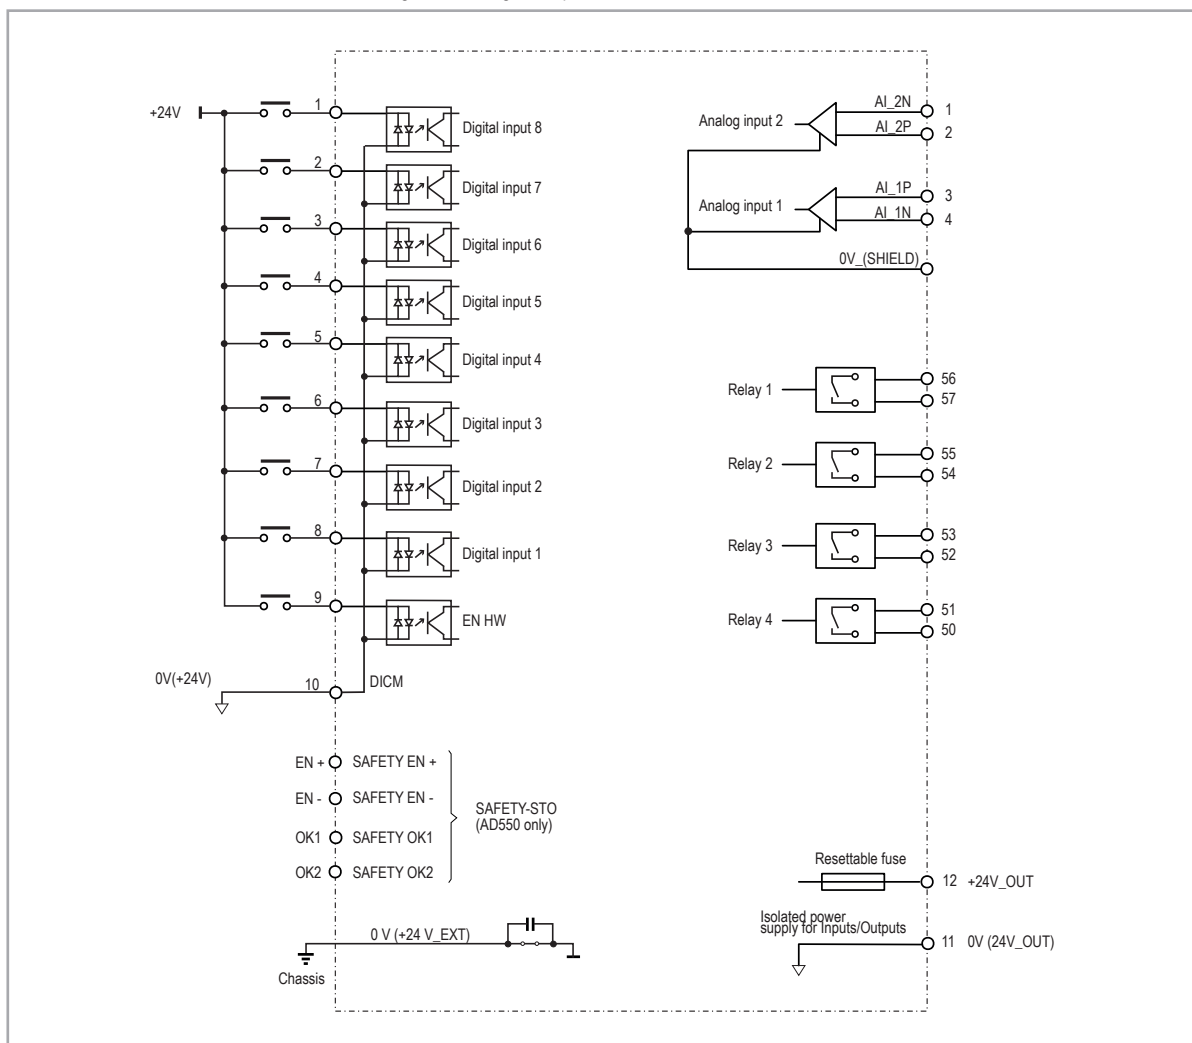 +24V
1
Digital input 8
2
Digital input 7
3
Digital input 6
4
Digital input 5
5
Digital input 4
6
Digital input 3
7
Digital input 2
8
Digital input 1
9
EN HW
0V(+24V)
10
DICM
EN +
SAFETY EN +
EN -
SAFETY EN -
OK1
SAFETY OK1
OK2
SAFETY OK2
SAFETY-STO
(AD550 only)
0 V (+24 V_EXT)
Chassis
Analog input 2
AI_2N
1
AI_2P
2
Analog input 1
AI_1P
3
AI_1N
4
0V_(SHIELD)
Relay 1
56
57
Relay 2
55
54
Relay 3
53
52
Relay 4
51
50
Resettable fuse
12
+24V_OUT
Isolated power
supply for Inputs/Outputs
11
0V (24V_OUT)